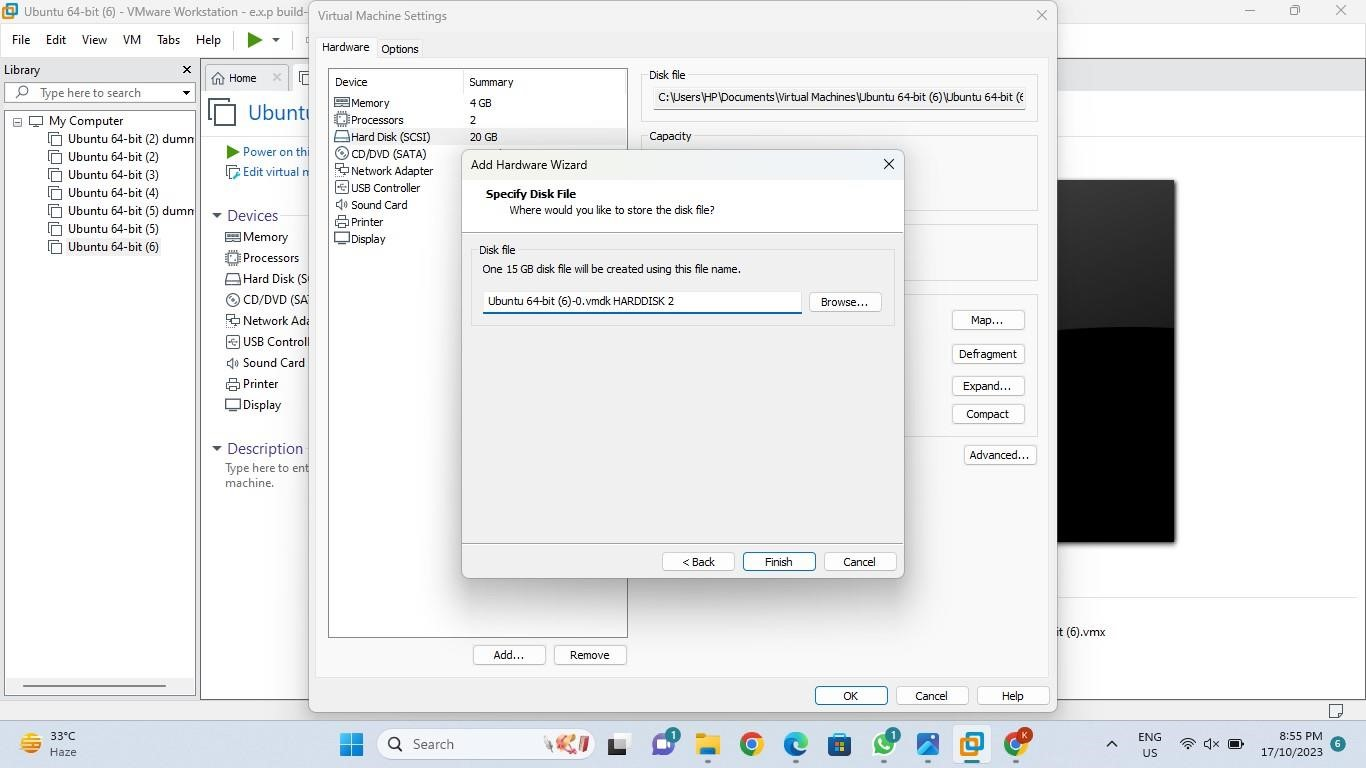 Ubuntu 64-bit (6) - VMware Workstation - e.x.p build-
File Edit View VM Tabs Help
Library
Type here to search
My Computer
Ubuntu 64-bit (2) dumm
Ubuntu 64-bit (2)
Ubuntu 64-bit (3)
Ubuntu 64-bit (4)
Ubuntu 64-bit (5) dumm
Ubuntu 64-bit (5)
Ubuntu 64-bit (6)
Home
Ubuntu
Power on thi
Edit virtual m
Devices
Memory
Processors
Hard Disk (S
CD/DVD (SA
Network Ada
USB Control
Sound Card
Printer
Display
Description
Type here to ent
machine.
Virtual Machine Settings
Hardware Options
Device Summary
Memory 4 GB
Processors 2
Hard Disk (SCSI) 20 GB
CD/DVD (SATA)
Network Adapter
USB Controller
Sound Card
Printer
Display
Add... Remove
Disk file
C:\Users\HP\Documents\Virtual Machines\Ubuntu 64-bit (6)\Ubuntu 64-bit (6
Capacity
Map...
Defragment
Expand...
Compact
Advanced...
OK Cancel Help
Add Hardware Wizard
Specify Disk File
Where would you like to store the disk file?
Disk file
One 15 GB disk file will be created using this file name.
Ubuntu 64-bit (6)-0.vmdk HARDDISK 2
Browse...
< Back Finish Cancel
it (6).vmx
33°C
Haze
Search
1
1
K
ENG
US
8:55 PM
17/10/2023
6